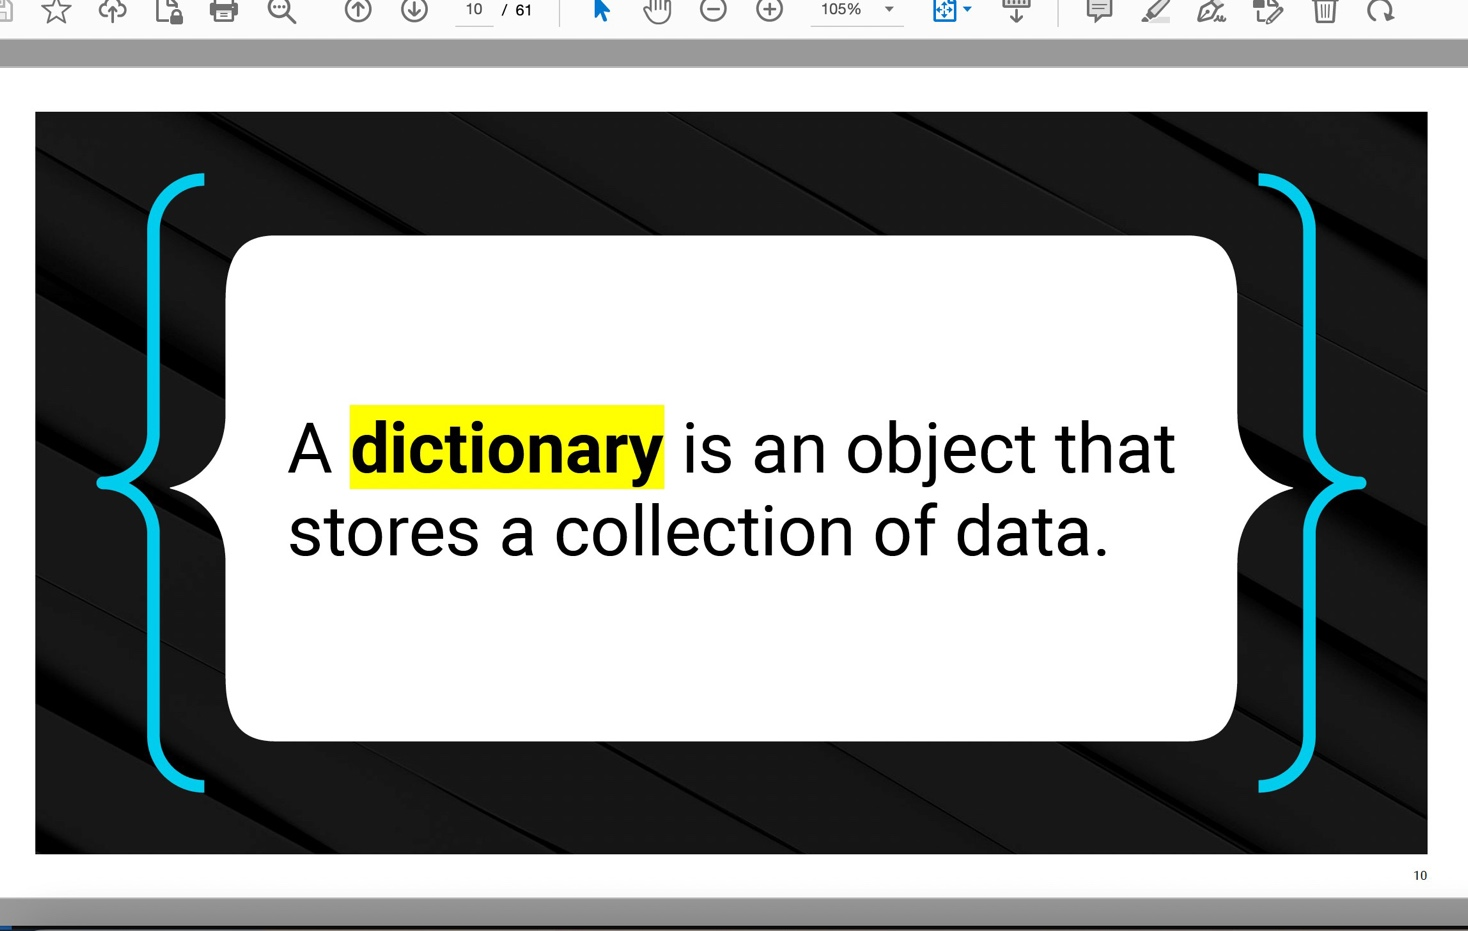 10 / 61 105%
A dictionary is an object that
stores a collection of data.
10